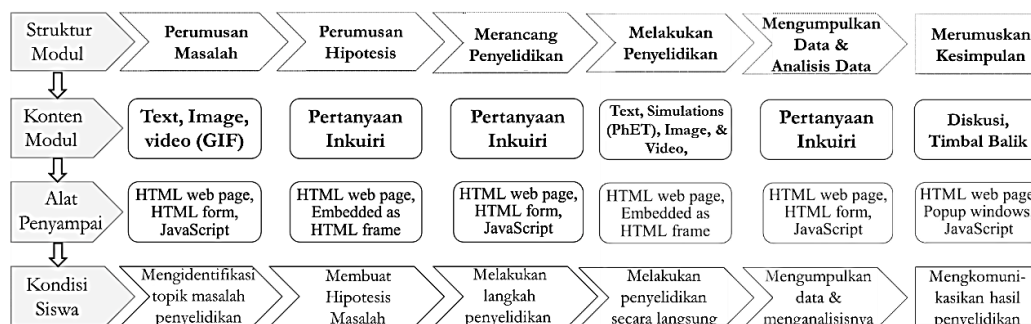 Struktur
Modul
Perumusan
Masalah
Perumusan
Hipotesis
Merancang
Penyelidikan
Melakukan
Penyelidikan
Mengumpulkan
Data &
Analisis Data
Merumuskan
Kesimpulan
Konten
Modul
Text, Image,
video (GIF)
Pertanyaan
Inkuiri
Pertanyaan
Inkuiri
Text, Simulations
(PhET), Image, &
Video,
Pertanyaan
Inkuiri
Diskusi,
Timbal Balik
Alat
Penyampai
HTML web page,
HTML form,
JavaScript
HTML web page,
Embedded as
HTML frame
HTML web page,
HTML form,
JavaScript
HTML web page,
Embedded as
HTML frame
HTML web page,
HTML form,
JavaScript
HTML web page
Popup windows
JavaScript
Kondisi
Siswa
Mengidentifikasi
topik masalah
penyelidikan
Membuat
Hipotesis
Masalah
Melakukan
langkah
penyelidikan
Melakukan
penyelidikan
secara langsung
Mengumpulkan
data &
menganalisisnya
Mengkomuni-
kasikan hasil
penyelidikan